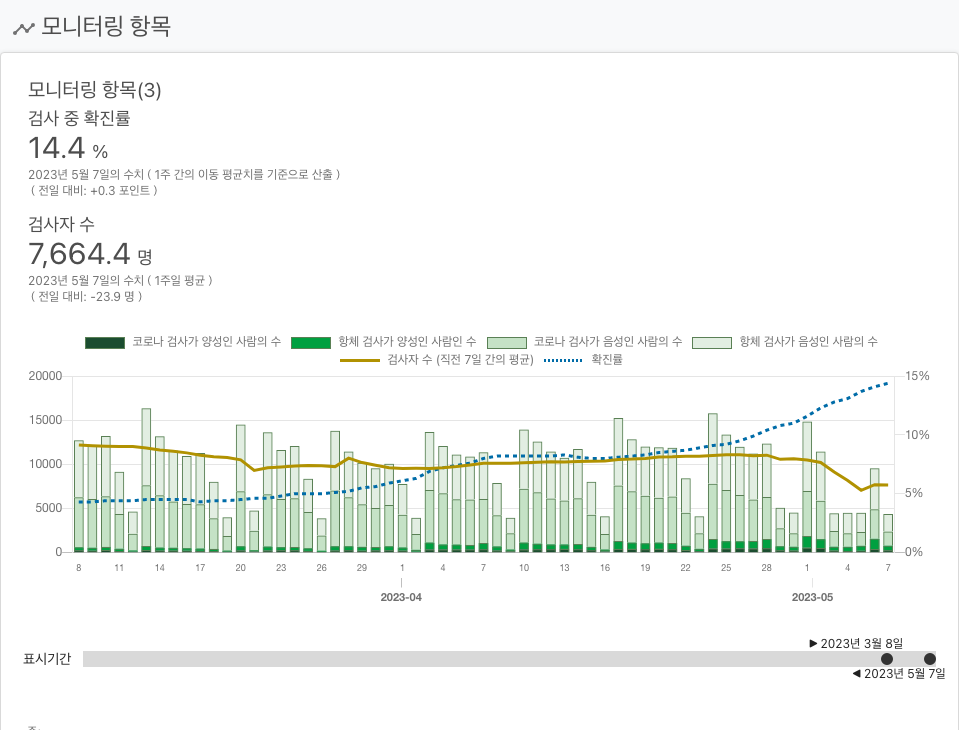 모니터링 항목
모니터링 항목(3)
검사 중 확진률
14.4 %
2023년 5월 7일의 수치 ( 1주 간의 이동 평균치를 기준으로 산출 )
( 전일 대비: +0.3 포인트 )
검사자 수
7,664.4 명
2023년 5월 7일의 수치 ( 1주일 평균 )
( 전일 대비: -23.9 명 )
코로나 검사가 양성인 사람의 수 항체 검사가 양성인 사람인 수 코로나 검사가 음성인 사람의 수 항체 검사가 음성인 사람의 수
검사자 수 (직전 7일 간의 평균) 확진률
20000 15%
15000
10% 
10000
5000 5%
0 0%
8 11 14 17 20 23 26 29 1 4 7 10 13 16 19 22 25 28 1 4 7
2023-04 2023-05
▶ 2023년 3월 8일
표시기간
◀ 2023년 5월 7일